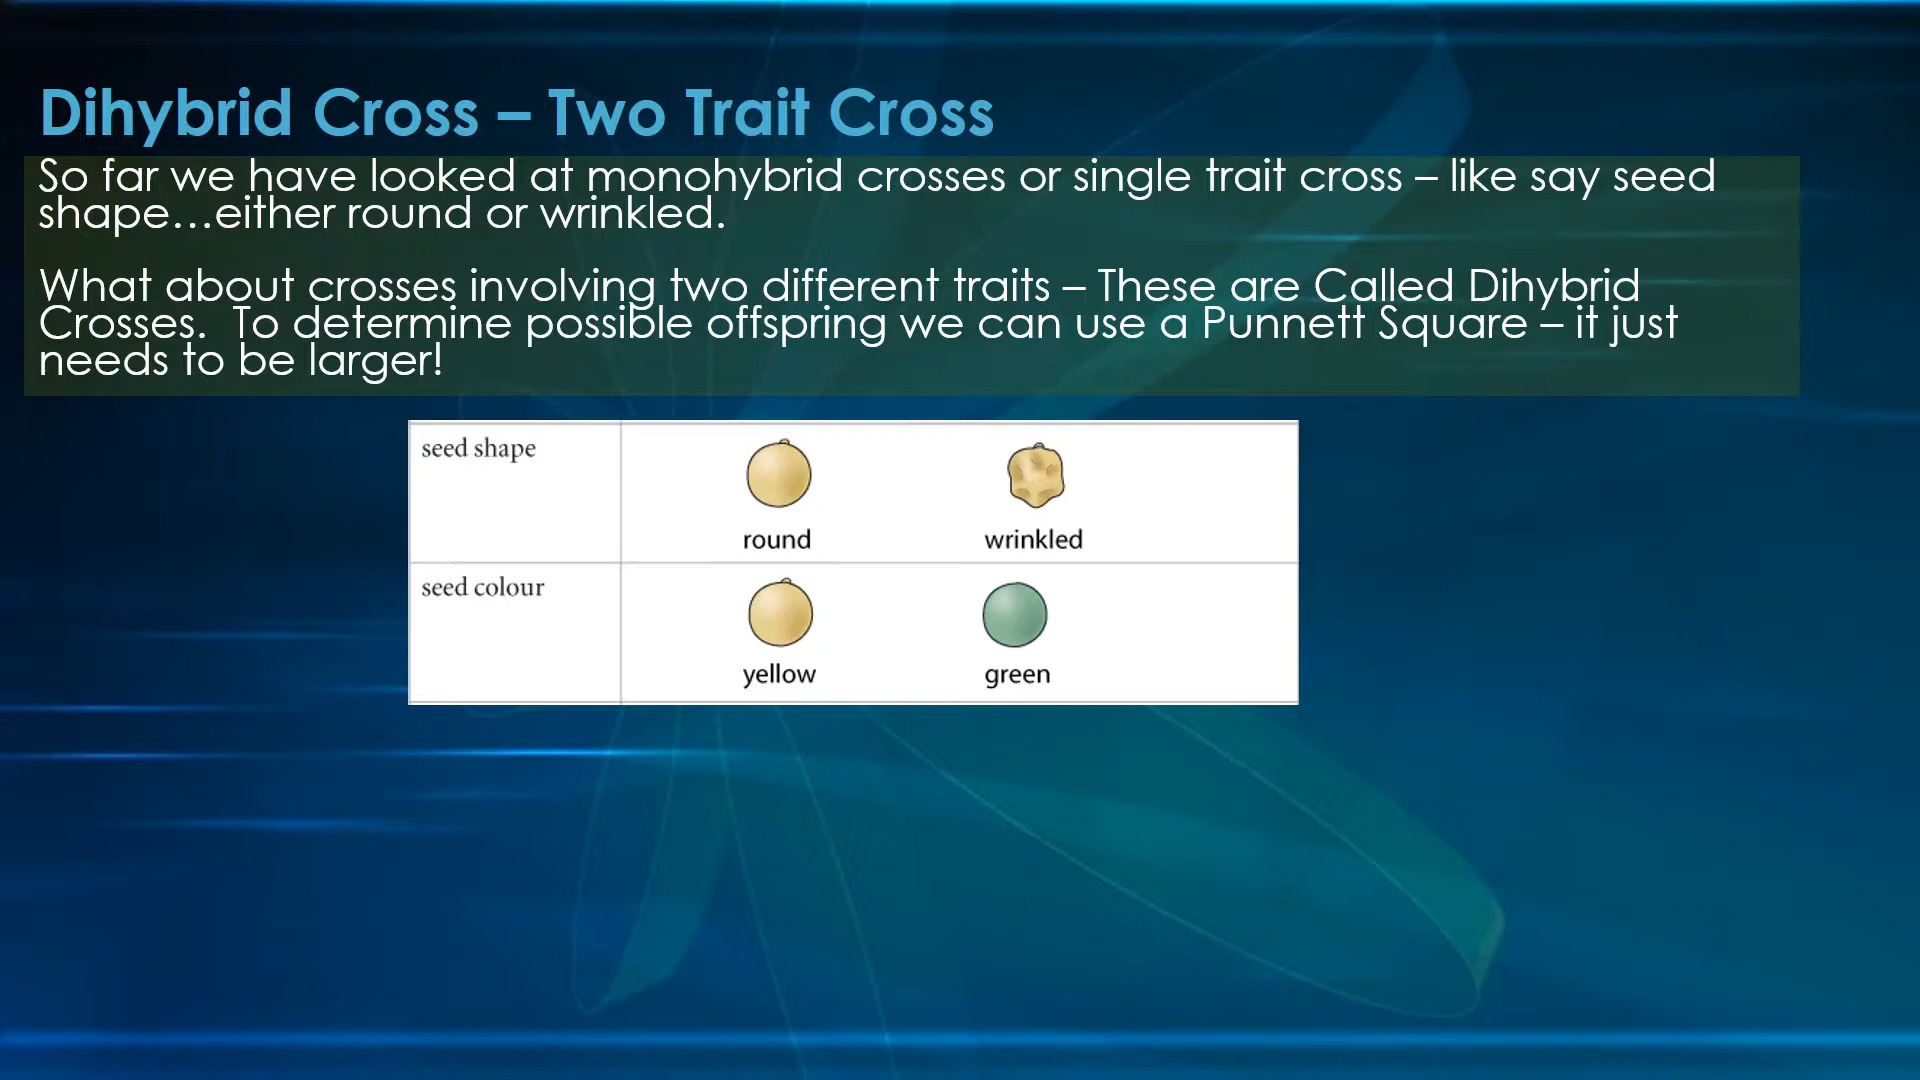 Dihybrid Cross – Two Trait Cross
So far we have looked at monohybrid crosses or single trait cross – like say seed
shape...either round or wrinkled.
What about crosses involving two different traits – These are Called Dihybrid
Crosses.  To determine possible offspring we can use a Punnett Square – it just
needs to be larger!
seed shape
round wrinkled
seed colour
yellow green